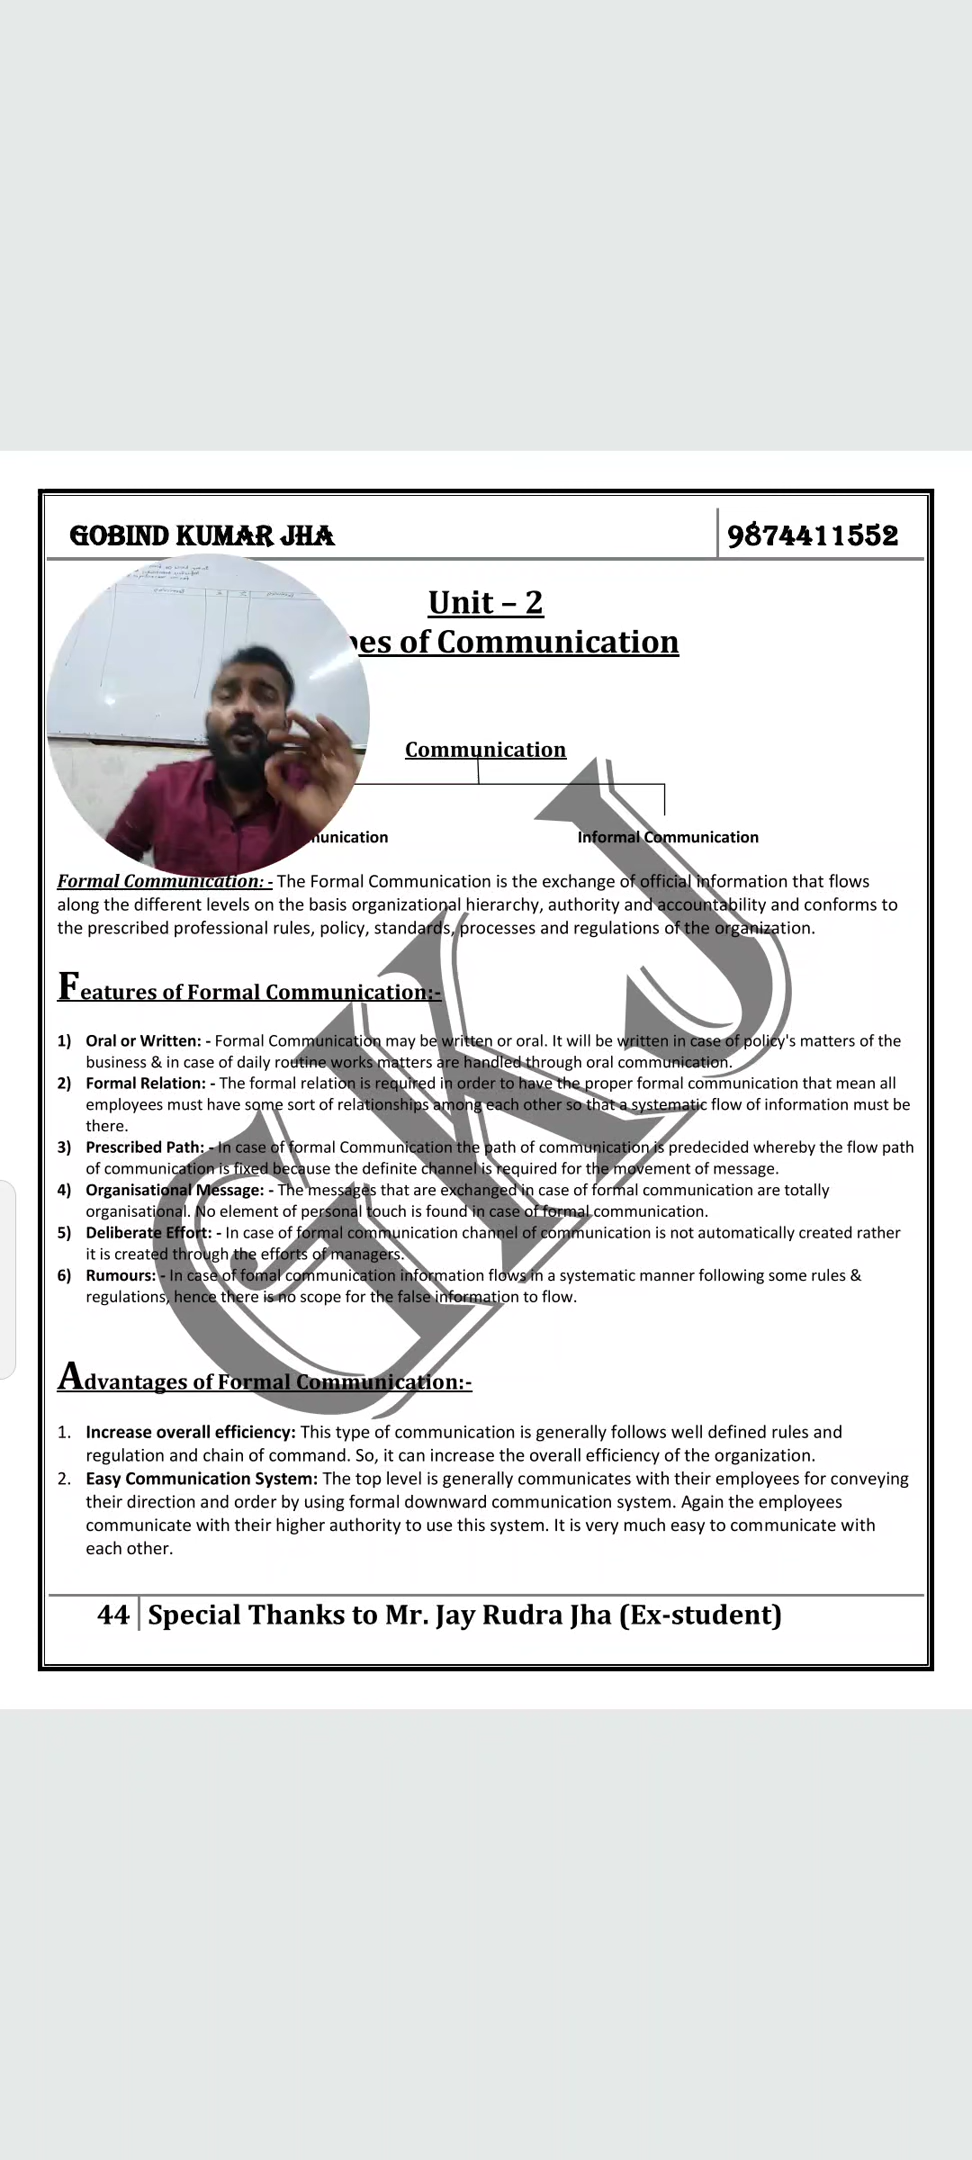 GOBIND KUMAR JHA
9874411552
Unit – 2
of Communication
Communication
Informal Communication
Formal Communication: - The Formal Communication is the exchange of official information that flows
along the different levels on the basis organizational hierarchy, authority and accountability and conforms to
the prescribed professional rules, policy, standards, processes and regulations of the organization.
Features of Formal Communication:-
1) Oral or Written: - Formal Communication may be written or oral. It will be written in case of policy's matters of the
business & in case of daily routine works matters are handled through oral communication.
2) Formal Relation: - The formal relation is required in order to have the proper formal communication that mean all
employees must have some sort of relationships among each other so that a systematic flow of information must be
there.
3) Prescribed Path: - In case of formal Communication the path of communication is predecided whereby the flow path
of communication is fixed because the definite channel is required for the movement of message.
4) Organisational Message: - The messages that are exchanged in case of formal communication are totally
organisational. No element of personal touch is found in case of formal communication.
5) Deliberate Effort: - In case of formal communication channel of communication is not automatically created rather
it is created through the efforts of managers.
6) Rumours: - In case of fomal communication information flows in a systematic manner following some rules &
regulations, hence there is no scope for the false information to flow.
GKJ
Advantages of Formal Communication:-
1. Increase overall efficiency: This type of communication is generally follows well defined rules and
regulation and chain of command. So, it can increase the overall efficiency of the organization.
2. Easy Communication System: The top level is generally communicates with their employees for conveying
their direction and order by using formal downward communication system. Again the employees
communicate with their higher authority to use this system. It is very much easy to communicate with
each other.
44 Special Thanks to Mr. Jay Rudra Jha (Ex-student)